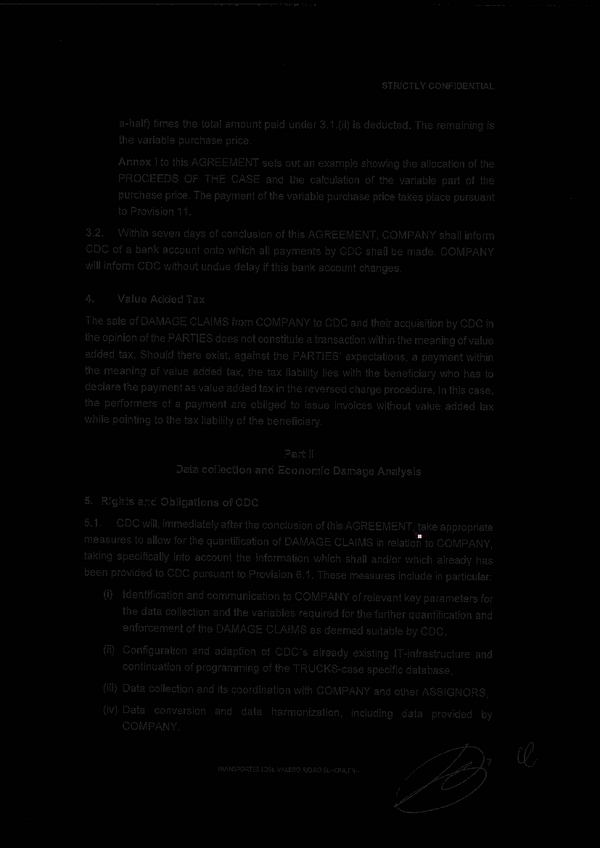 STRICTLY CONFIDENTIAL
a-half) times the total amount paid under 3.1.(ii) is deducted. The remaining is
the variable purchase price.
Annex I to this AGREEMENT sets out an example showing the allocation of the
PROCEEDS OF THE CASE and the calculation of the variable part of the
purchase price. The payment of the variable purchase price takes place pursuant
to Provision 11.
3.2. Within seven days of conclusion of this AGREEMENT, COMPANY shall inform
CDC of a bank account onto which all payments by CDC shall be made. COMPANY
will inform CDC without undue delay if this bank account changes.
4. Value Added Tax
The sale of DAMAGE CLAIMS from COMPANY to CDC and their acquisition by CDC in
the opinion of the PARTIES does not constitute a transaction within the meaning of value
added tax. Should there exist, against the PARTIES' expectations, a payment within
the meaning of value added tax, the tax liability lies with the beneficiary who has to
declare the payment as value added tax in the reversed charge procedure. In this case,
the performers of a payment are obliged to issue invoices without value added tax
while pointing to the tax liability of the beneficiary.
Part II
Data collection and Economic Damage Analysis
5. Rights and Obligations of CDC
5.1. CDC will, immediately after the conclusion of this AGREEMENT, take appropriate
measures to allow for the quantification of DAMAGE CLAIMS in relation to COMPANY,
taking specifically into account the information which shall and/or which already has
been provided to CDC pursuant to Provision 6.1. These measures include in particular:
(i) Identification and communication to COMPANY of relevant key parameters for
the data collection and the variables required for the further quantification and
enforcement of the DAMAGE CLAIMS as deemed suitable by CDC,
(ii) Configuration and adaption of CDC's already existing IT-infrastructure and
continuation of programming of the TRUCKS-case specific database,
(iii) Data collection and its coordination with COMPANY and other ASSIGNORS,
(iv) Data conversion and data harmonization, including data provided by
COMPANY.